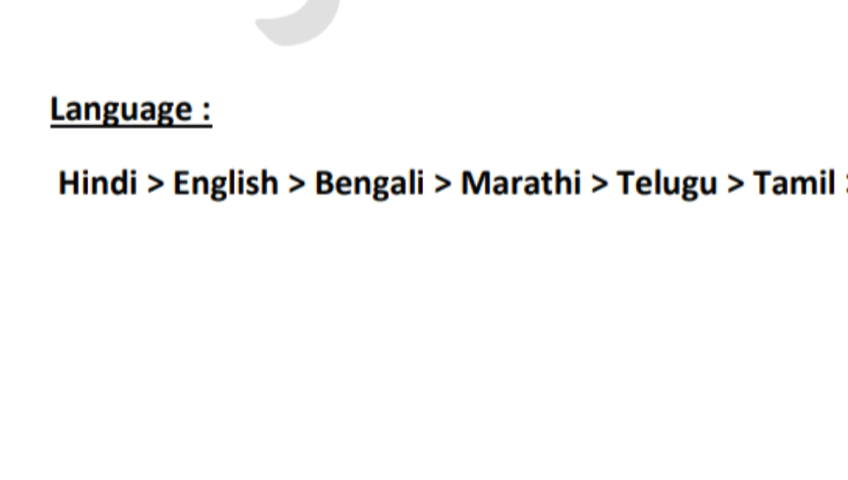 Language :
Hindi > English > Bengali > Marathi > Telugu > Tamil